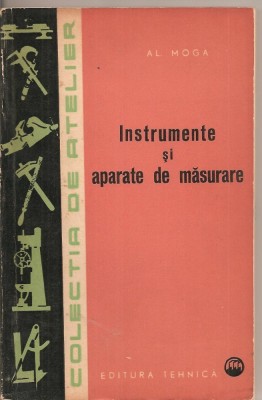 AL. MOGA
Instrumente
și
aparate de măsurare
COLECȚIA DE ATELIER
EDITURA TEHNICĂ